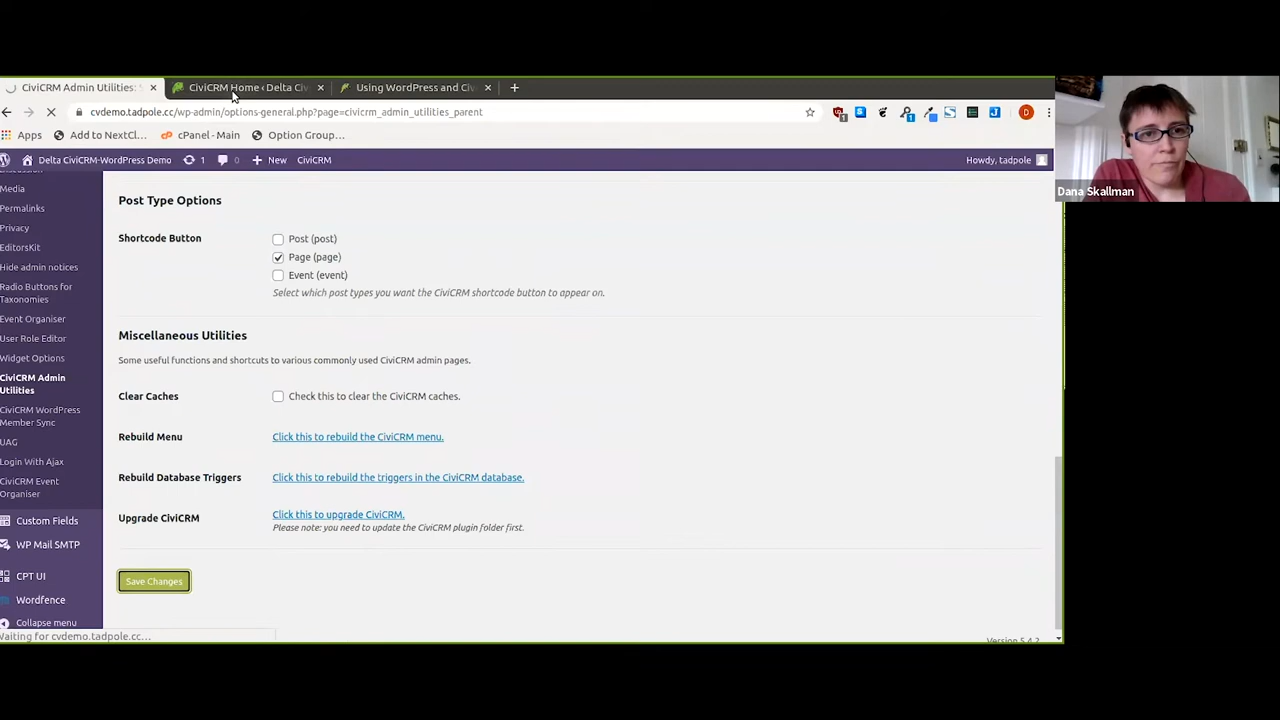 CiviCRM Admin Utilities:
CiviCRM Home ‹ Delta Civ
Using WordPress and Civ
cvdemo.tadpole.cc/wp-admin/options-general.php?page=civicrm_admin_utilities_parent
Apps
Add to NextCl...
cPanel - Main
Option Group...
Delta CiviCRM-WordPress Demo
1
0
New
CiviCRM
Howdy, tadpole
Dana Skallman
Media
Permalinks
Privacy
EditorsKit
Hide admin notices
Radio Buttons for
Taxonomies
Event Organiser
User Role Editor
Widget Options
CiviCRM Admin
Utilities
CiviCRM WordPress
Member Sync
UAG
Login With Ajax
CiviCRM Event
Organiser
Custom Fields
WP Mail SMTP
CPT UI
Wordfence
Collapse menu
Waiting for cvdemo.tadpole.cc...
Post Type Options
Shortcode Button
Post (post)
Page (page)
Event (event)
Select which post types you want the CiviCRM shortcode button to appear on.
Miscellaneous Utilities
Some useful functions and shortcuts to various commonly used CiviCRM admin pages.
Clear Caches
Check this to clear the CiviCRM caches.
Rebuild Menu
Click this to rebuild the CiviCRM menu.
Rebuild Database Triggers
Click this to rebuild the triggers in the CiviCRM database.
Upgrade CiviCRM
Click this to upgrade CiviCRM.
Please note: you need to update the CiviCRM plugin folder first.
Save Changes
Version 5.4.2